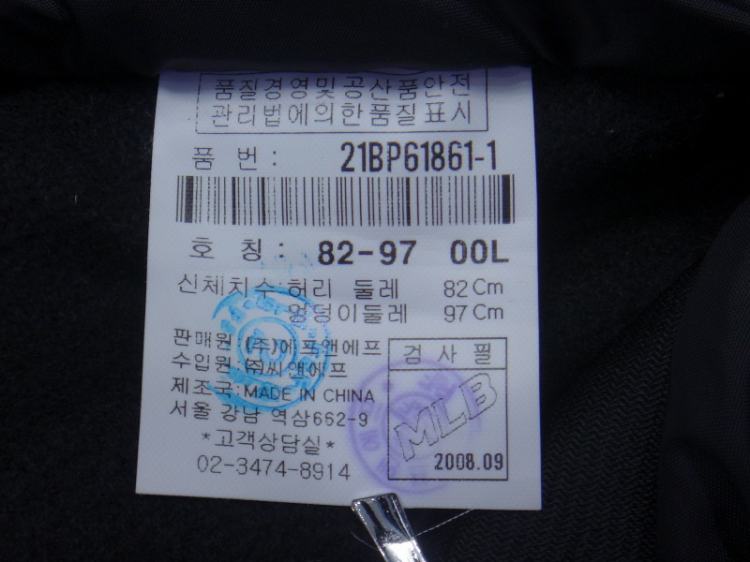 품질경영및공산품안전
관리법에의한품질표시
품 번 : 21BP61861-1
호 칭 : 82-97 00L
신체치수: 허리 둘레 82Cm
엉덩이둘레 97Cm
판매원 :(주)에프앤에프
수입원 :㈜씨앤에프
제조국:MADE IN CHINA
서울 강남 역삼662-9
*고객상담실*
02-3474-8914
검 사 필
MLB
2008.09